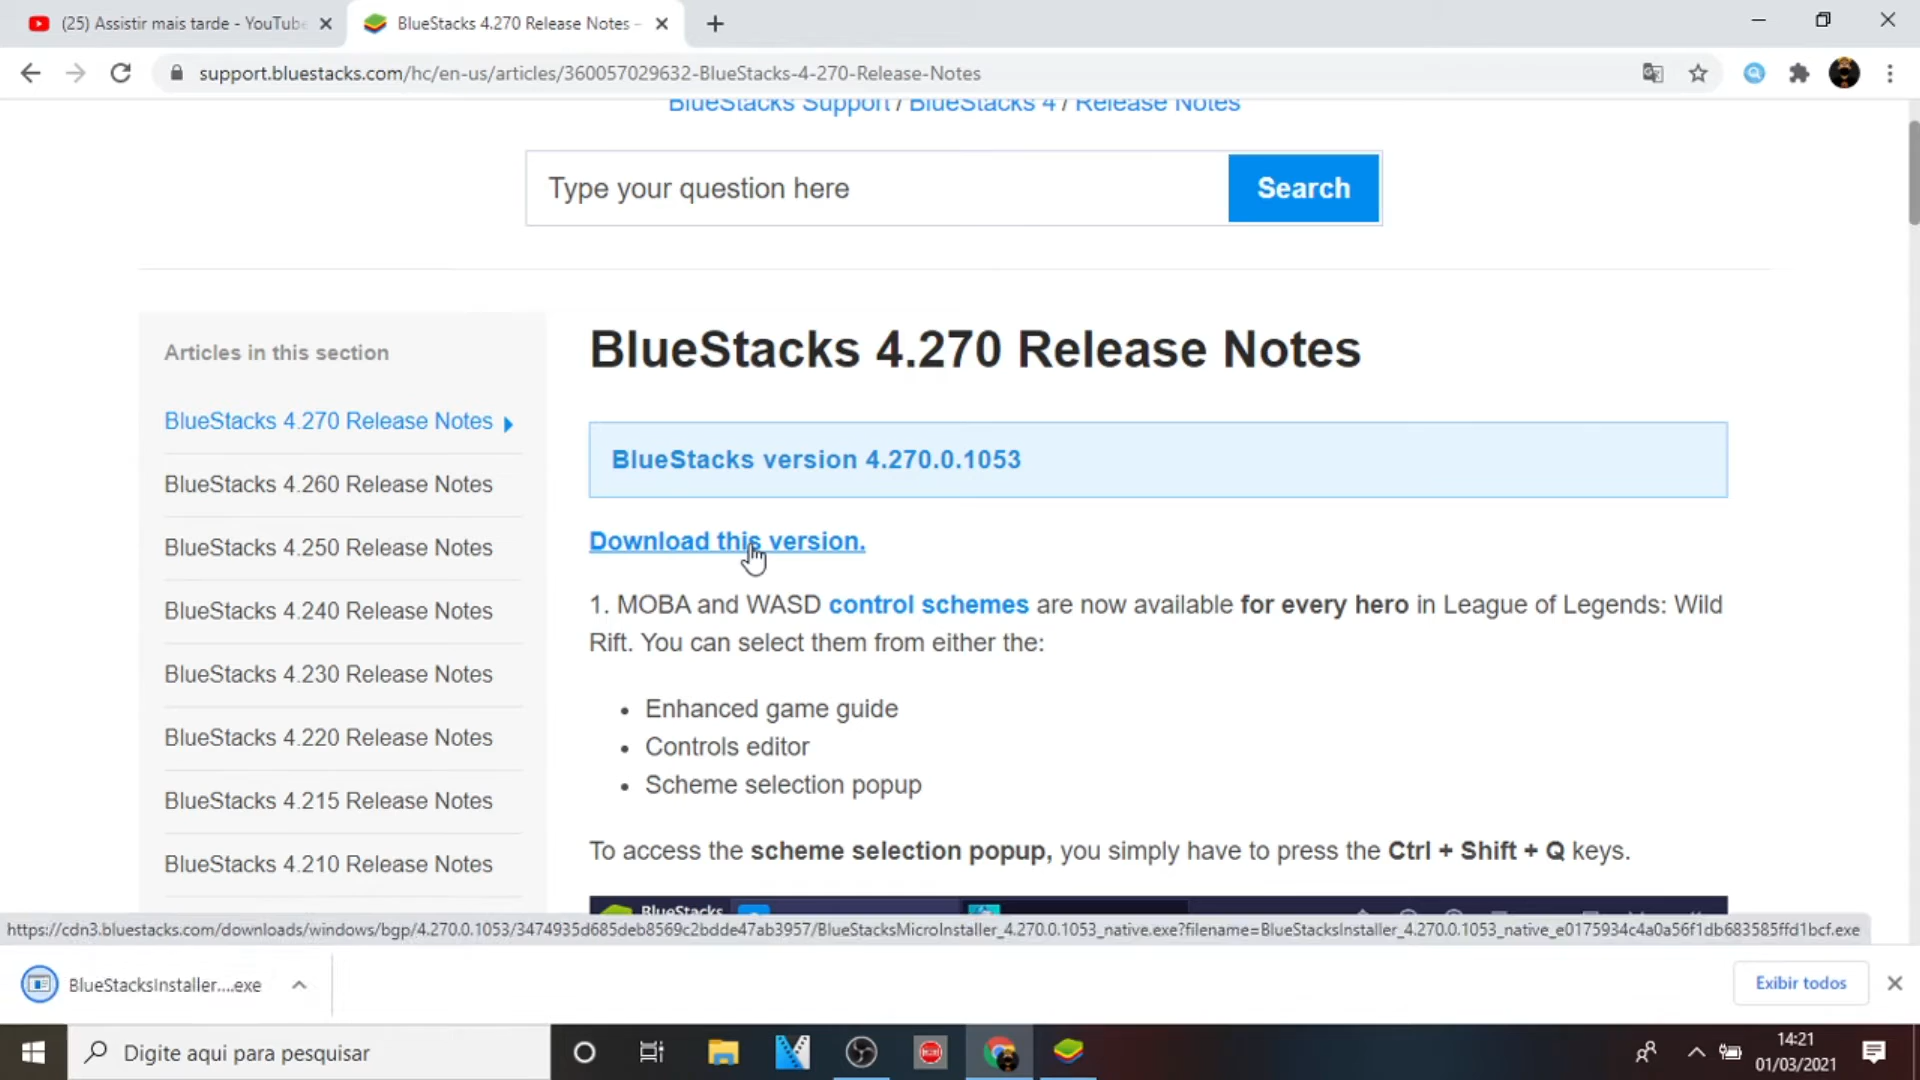 (25) Assistir mais tarde - YouTube
BlueStacks 4.270 Release Notes –
support.bluestacks.com/hc/en-us/articles/360057029632-BlueStacks-4-270-Release-Notes
BlueStacks Support / BlueStacks 4 / Release Notes
Type your question here
Search
Articles in this section
BlueStacks 4.270 Release Notes
BlueStacks 4.260 Release Notes
BlueStacks 4.250 Release Notes
BlueStacks 4.240 Release Notes
BlueStacks 4.230 Release Notes
BlueStacks 4.220 Release Notes
BlueStacks 4.215 Release Notes
BlueStacks 4.210 Release Notes
BlueStacks 4.270 Release Notes
BlueStacks version 4.270.0.1053
Download this version.
1. MOBA and WASD control schemes are now available for every hero in League of Legends: Wild
Rift. You can select them from either the:
• Enhanced game guide
• Controls editor
• Scheme selection popup
To access the scheme selection popup, you simply have to press the Ctrl + Shift + Q keys.
BlueStacks
https://cdn3.bluestacks.com/downloads/windows/bgp/4.270.0.1053/3474935d685deb8569c2bdde47ab3957/BlueStacksMicroInstaller_4.270.0.1053_native.exe?filename=BlueStacksInstaller_4.270.0.1053_native_e0175934c4a0a56f1db683585ffd1bcf.exe
BlueStacksInstaller....exe
Exibir todos
Digite aqui para pesquisar
14:21
01/03/2021